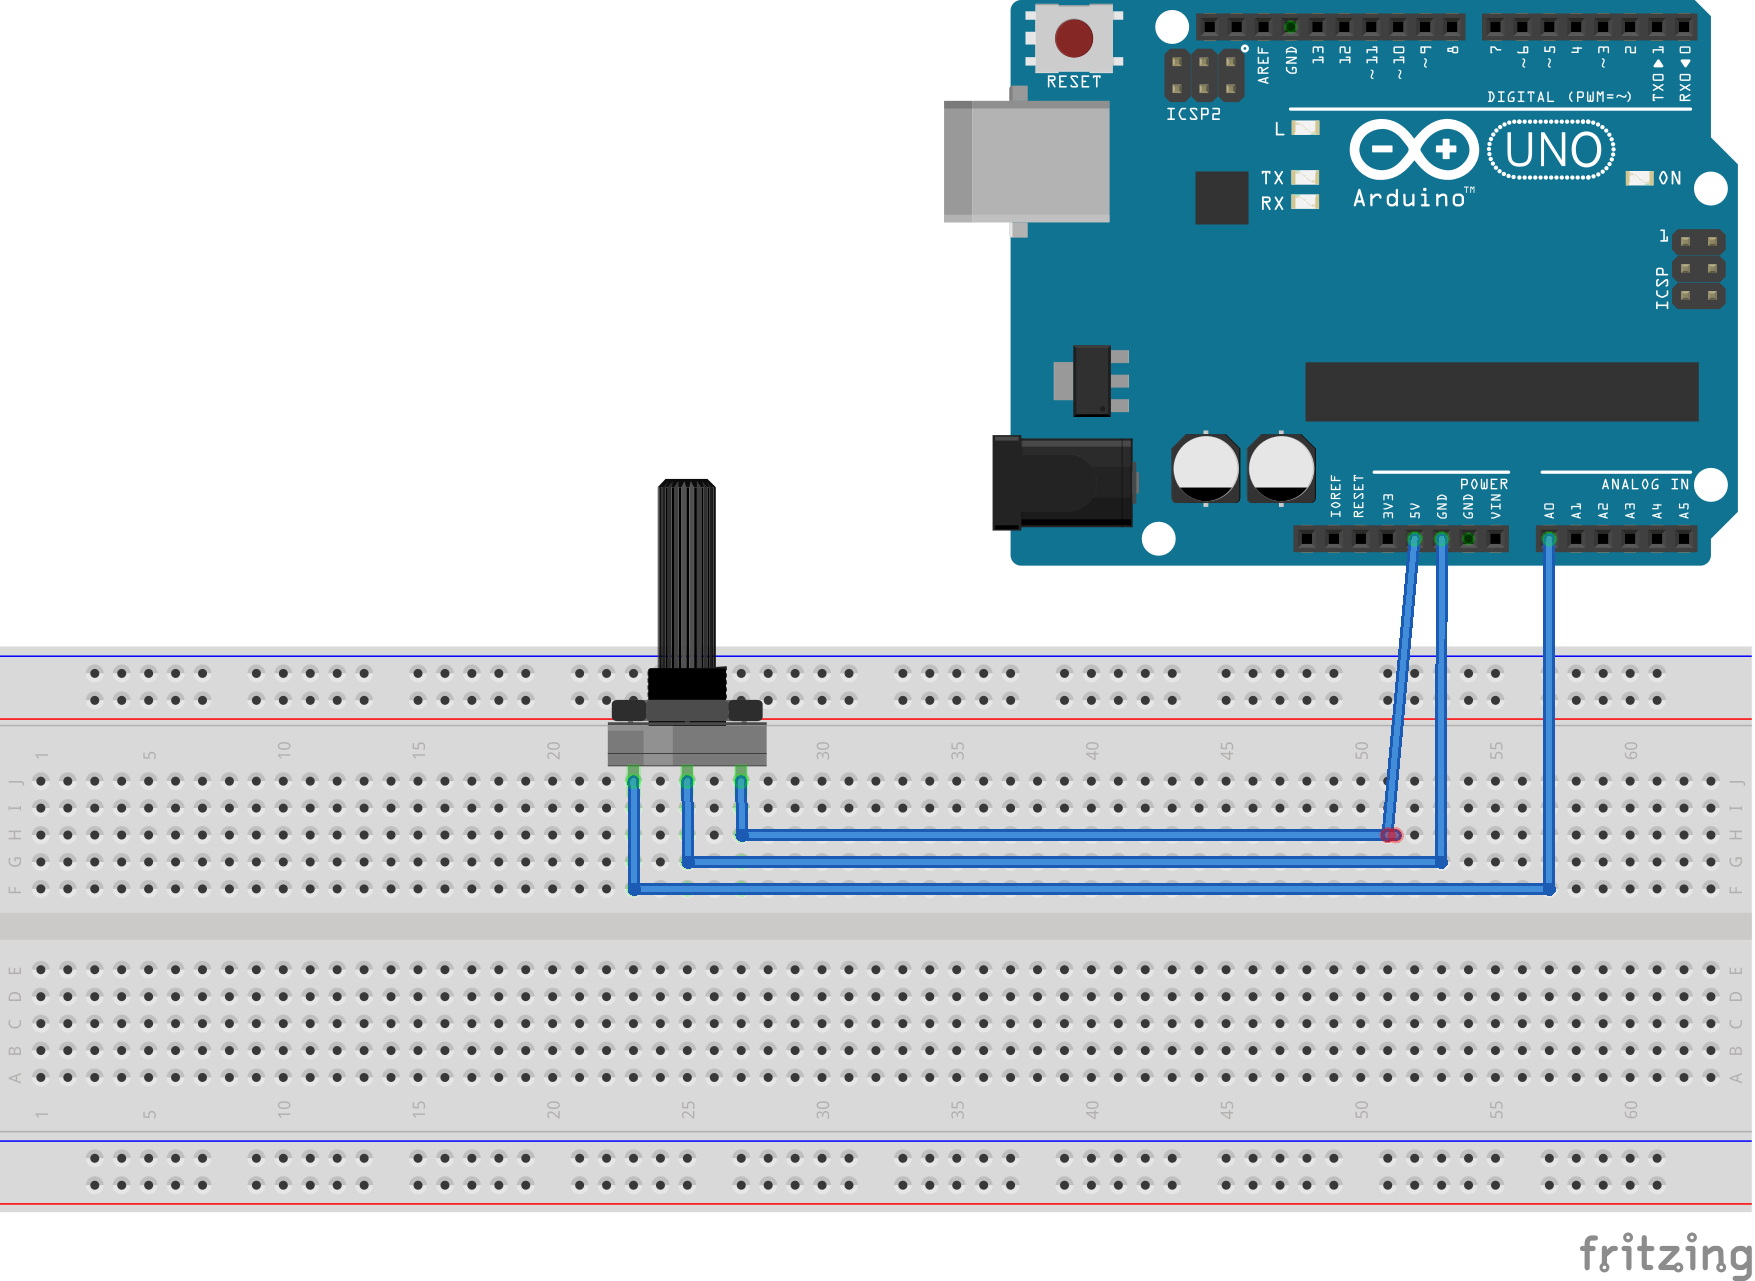 RESET
ICSP2
AREF
GND
13
12
~11
~10
~9
8
7
~6
~5
4
~3
2
TX0 ▶ 1
RX0 ◀ 0
DIGITAL (PWM=~)
L
TX
RX
UNO
Arduino™
ON
1
ICSP
POWER
ANALOG IN
IOREF
RESET
3V3
5V
GND
GND
VIN
A0
A1
A2
A3
A4
A5
1 5 10 15 20 30 35 40 45 50 55 60
J J
I I
H H
G G
F F
E E
D D
C C
B B
A A
1 5 10 15 20 25 30 35 40 45 50 55 60
fritzing